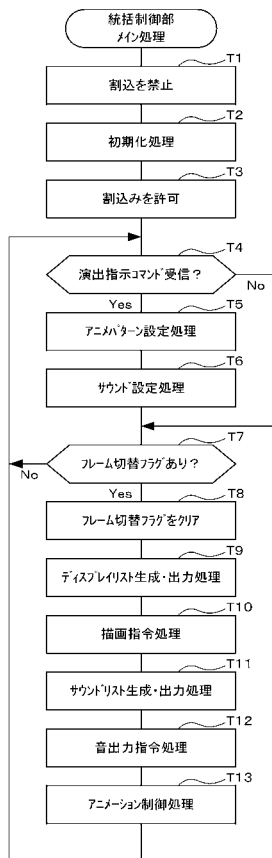 統括制御部
メイン処理
T1
割込を禁止
T2
初期化処理
T3
割込みを許可
T4
演出指示コマンド受信？
No
Yes
T5
アニメパターン設定処理
T6
サウンド設定処理
T7
フレーム切替フラグあり？
No
Yes
T8
フレーム切替フラグをクリア
T9
ディスプレイリスト生成・出力処理
T10
描画指令処理
T11
サウンドリスト生成・出力処理
T12
音出力指令処理
T13
アニメーション制御処理